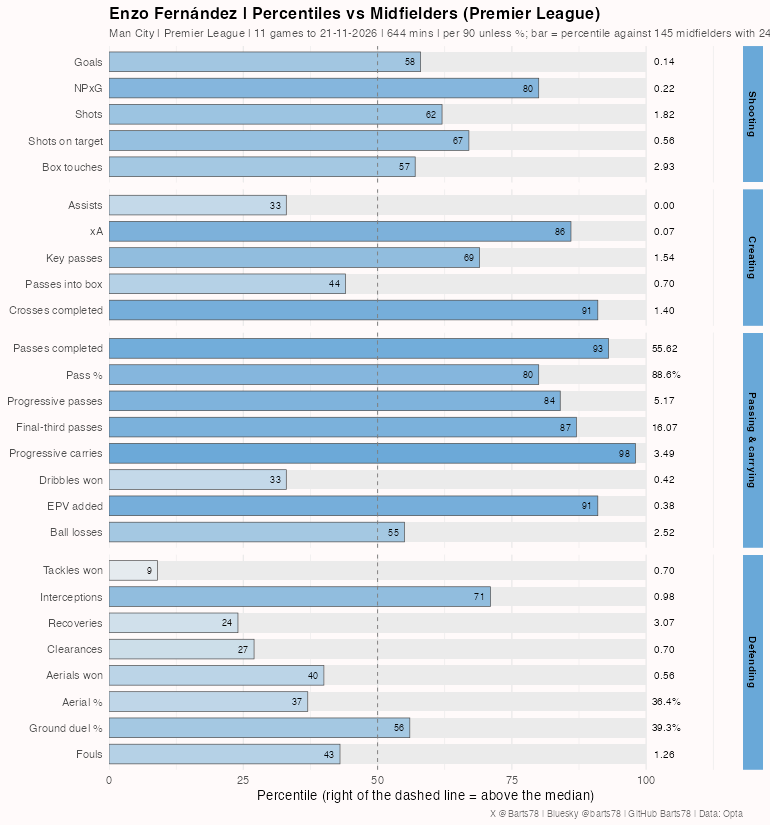 Enzo Fernández | Percentiles vs Midfielders (Premier League)
Man City | Premier League | 11 games to 21-11-2026 | 644 mins | per 90 unless %; bar = percentile against 145 midfielders with 24
Goals 58 0.14
NPxG 80 0.22
Shots 62 1.82
Shots on target 67 0.56
Box touches 57 2.93
Shooting
Assists 33 0.00
xA 86 0.07
Key passes 69 1.54
Passes into box 44 0.70
Crosses completed 91 1.40
Creating
Passes completed 93 55.62
Pass % 80 88.6%
Progressive passes 84 5.17
Final-third passes 87 16.07
Progressive carries 98 3.49
Dribbles won 33 0.42
EPV added 91 0.38
Ball losses 55 2.52
Passing & carrying
Tackles won 9 0.70
Interceptions 71 0.98
Recoveries 24 3.07
Clearances 27 0.70
Aerials won 40 0.56
Aerial % 37 36.4%
Ground duel % 56 39.3%
Fouls 43 1.26
Defending
0 25 50 75 100
Percentile (right of the dashed line = above the median)
X @Barts78 | Bluesky @barts78 | GitHub Barts78 | Data: Opta